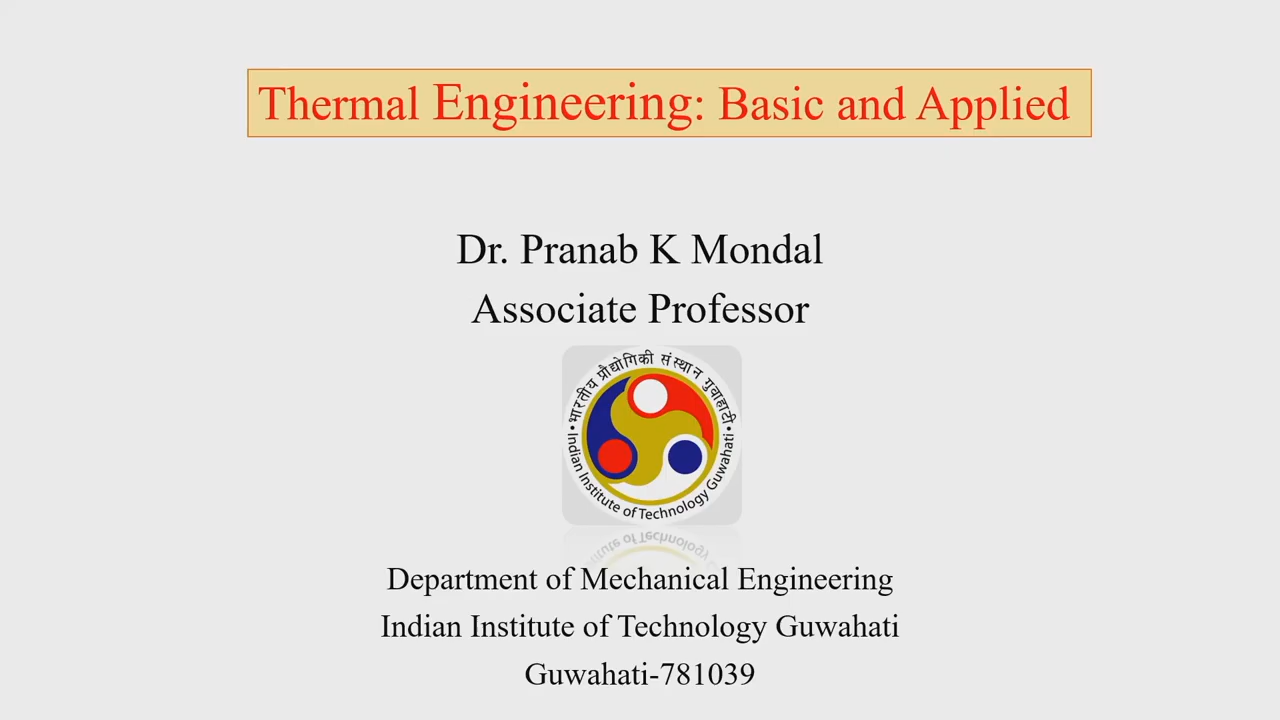 Thermal Engineering: Basic and Applied
Dr. Pranab K Mondal
Associate Professor
भारतीय प्रौद्योगिकी संस्थान गुवाहाटी
Indian Institute of Technology Guwahati
Department of Mechanical Engineering
Indian Institute of Technology Guwahati
Guwahati-781039